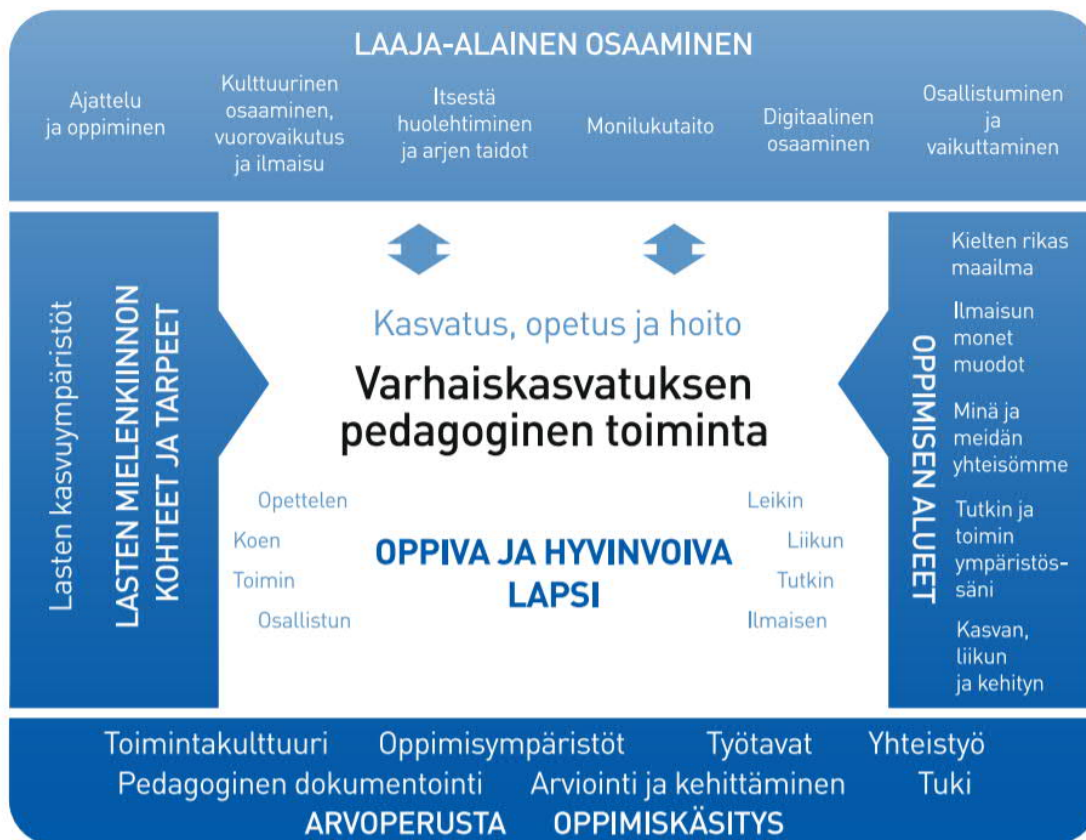 LAAJA-ALAINEN OSAAMINEN
Ajattelu
ja oppiminen
Kulttuurinen
osaaminen,
vuorovaikutus
ja ilmaisu
Itsestä
huolehtiminen
ja arjen taidot
Monilukutaito
Digitaalinen
osaaminen
Osallistuminen
ja
vaikuttaminen
Lasten kasvuympäristöt
LASTEN MIELENKIINNON
KOHTEET JA TARPEET
Kasvatus, opetus ja hoito
Varhaiskasvatuksen
pedagoginen toiminta
Opettelen
Koen
Toimin
Osallistun
OPPIVA JA HYVINVOIVA
LAPSI
Leikin
Liikun
Tutkin
Ilmaisen
OPPIMISEN ALUEET
Kielten rikas
maailma
Ilmaisun
monet
muodot
Minä ja
meidän
yhteisömme
Tutkin ja
toimin
ympäristös-
säni
Kasvan,
liikun
ja kehityn
Toimintakulttuuri Oppimisympäristöt Työtavat Yhteistyö
Pedagoginen dokumentointi Arviointi ja kehittäminen Tuki
ARVOPERUSTA OPPIMISKÄSITYS